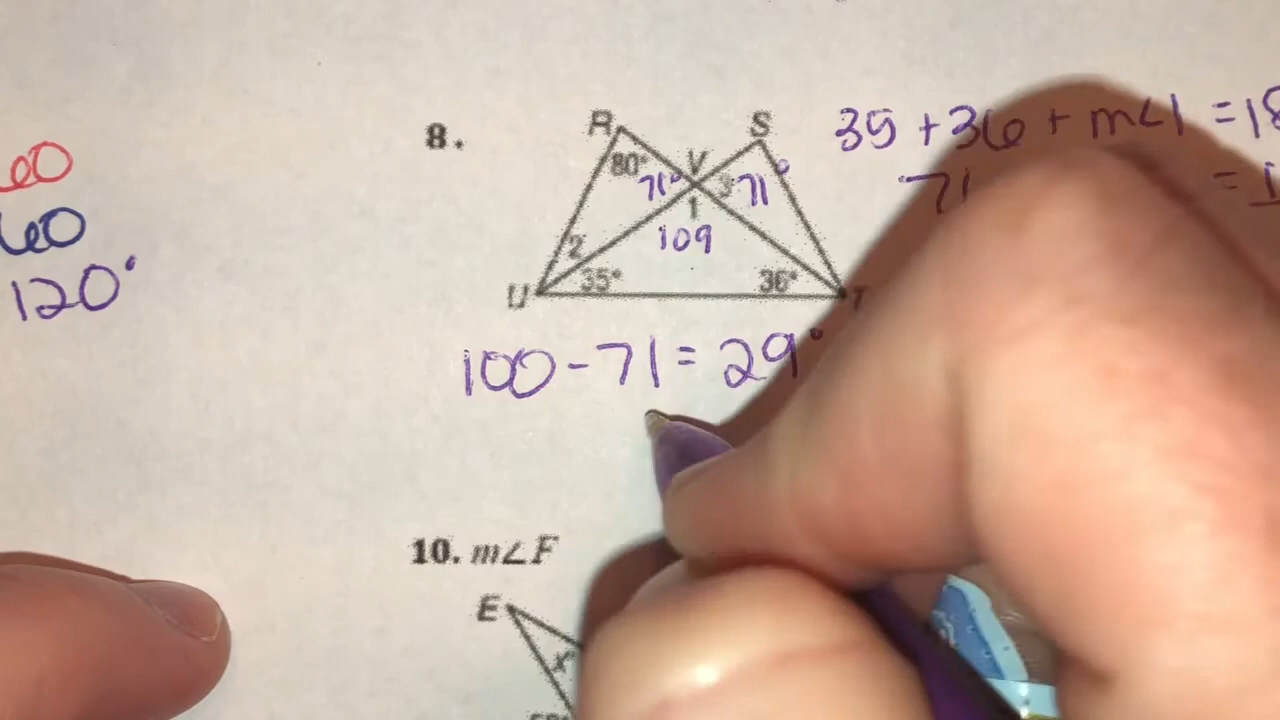 60
60
120°
8.
R
S
V
80°
71°
3
71°
1
109
2
35°
36°
U
T
35 + 36 + m∠1 = 18
71 =
100 - 71 = 29°
10. m∠F
E
x